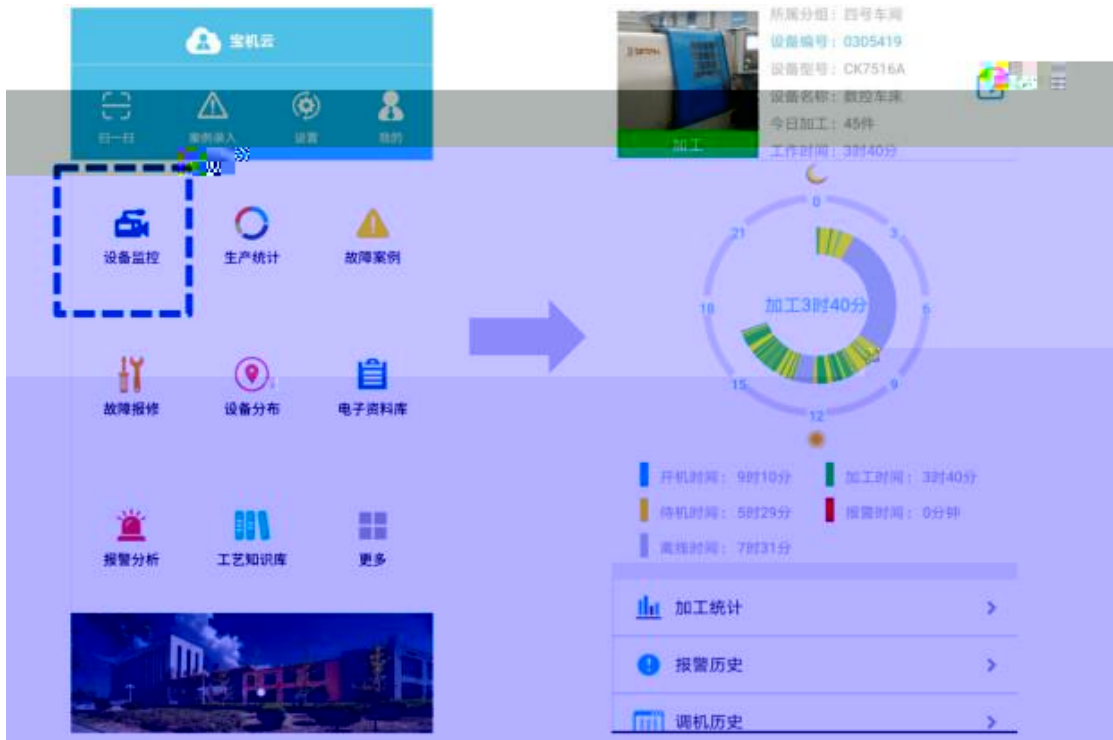 宝机云
扫一扫 案例录入 设置 我的
设备监控 生产统计 故障案例
故障报修 设备分布 电子资料库
报警分析 工艺知识库 更多
所属分组：四号车间
设备编号：0305419
设备型号：CK7516A
设备名称：数控车床
今日加工：45件
工作时间：3时40分
加工
0
3
6
9
12
15
18
21
加工3时40分
开机时间：9时10分 加工时间：3时40分
待机时间：5时29分 报警时间：0分钟
离线时间：7时31分
加工统计
报警历史
调机历史